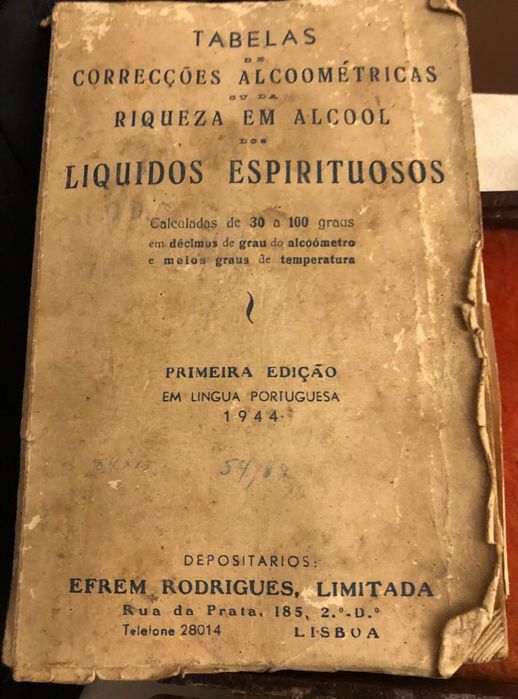 TABELAS
DE
CORRECÇÕES ALCOOMÉTRICAS
OU DA
RIQUEZA EM ALCOOL
DOS
LIQUIDOS ESPIRITUOSOS
Calculadas de 30 a 100 graus
em décimos de grau do alcoómetro
e meios graus de temperatura
PRIMEIRA EDIÇÃO
EM LINGUA PORTUGUESA
1944
DEPOSITARIOS:
EFREM RODRIGUES, LIMITADA
Rua da Prata, 185, 2.º-D.º
Telefone 28014 LISBOA